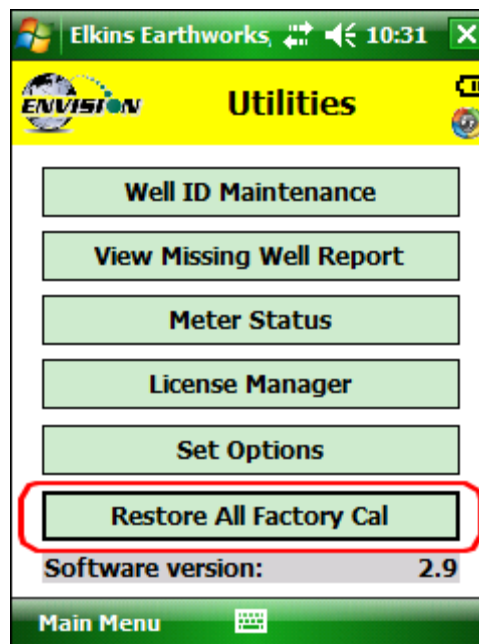 Elkins Earthworks, 10:31
ENVISION
Utilities
Well ID Maintenance
View Missing Well Report
Meter Status
License Manager
Set Options
Restore All Factory Cal
Software version: 2.9
Main Menu